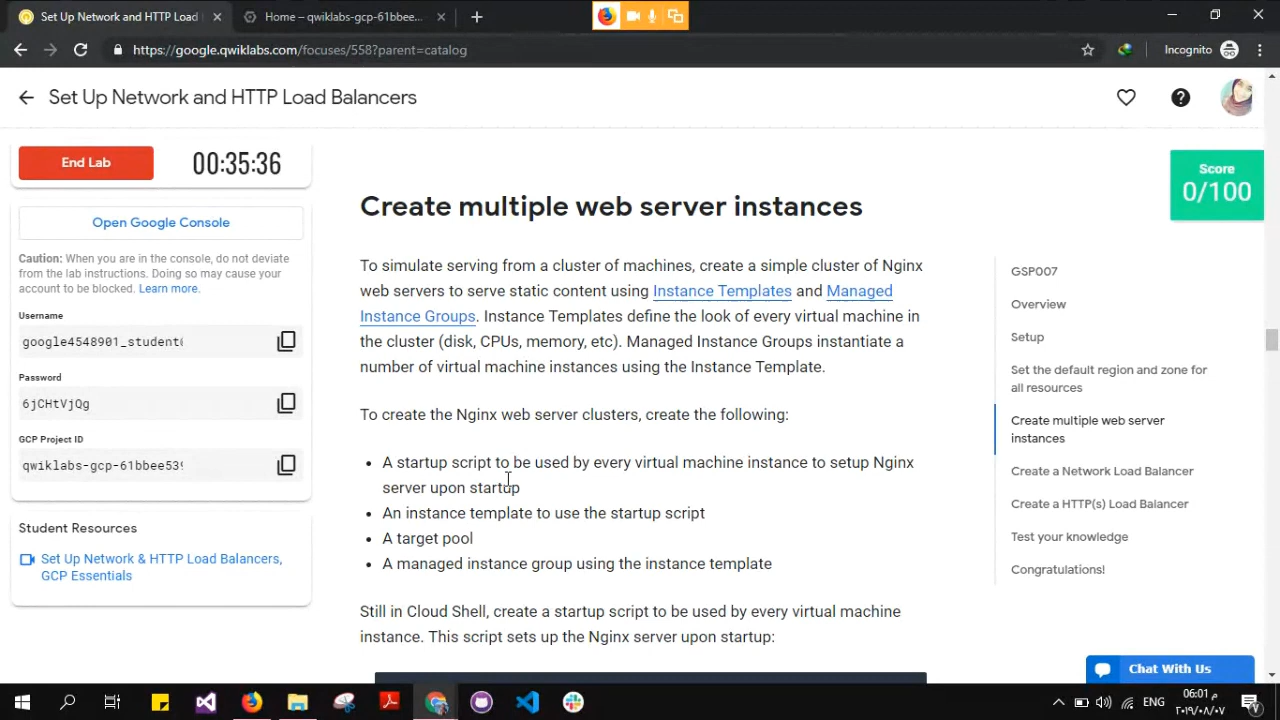 Set Up Network and HTTP Load
Home – qwiklabs-gcp-61bbee...
https://google.qwiklabs.com/focuses/558?parent=catalog
Incognito
Set Up Network and HTTP Load Balancers
End Lab
00:35:36
Score
0/100
Open Google Console
Caution: When you are in the console, do not deviate
from the lab instructions. Doing so may cause your
account to be blocked. Learn more.
Username
google4548901_student
Password
6jCHtVjQg
GCP Project ID
qwiklabs-gcp-61bbee539
Student Resources
Set Up Network & HTTP Load Balancers,
GCP Essentials
Create multiple web server instances
To simulate serving from a cluster of machines, create a simple cluster of Nginx
web servers to serve static content using Instance Templates and Managed
Instance Groups. Instance Templates define the look of every virtual machine in
the cluster (disk, CPUs, memory, etc). Managed Instance Groups instantiate a
number of virtual machine instances using the Instance Template.
To create the Nginx web server clusters, create the following:
• A startup script to be used by every virtual machine instance to setup Nginx
server upon startup
• An instance template to use the startup script
• A target pool
• A managed instance group using the instance template
Still in Cloud Shell, create a startup script to be used by every virtual machine
instance. This script sets up the Nginx server upon startup:
GSP007
Overview
Setup
Set the default region and zone for
all resources
Create multiple web server
instances
Create a Network Load Balancer
Create a HTTP(s) Load Balancer
Test your knowledge
Congratulations!
Chat With Us
ENG
06:01 م
٢٠١٩/٠٨/٠٧